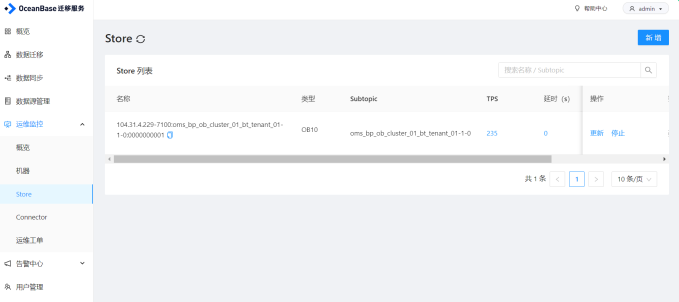 OceanBase 迁移服务
帮助中心
admin
概览
数据迁移
数据同步
数据源管理
运维监控
概览
机器
Store
Connector
运维工单
告警中心
用户管理
Store
新 增
Store 列表
搜索名称 / Subtopic
名称 类型 Subtopic TPS 延时（s） 操作
104.31.4.229-7100:oms_bp_ob_cluster_01_bt_tenant_01-
1-0:0000000001
OB10 oms_bp_ob_cluster_01_bt_tenant_01-1-0 235 0 更新 停止
共 1 条 < 1 > 10 条/页